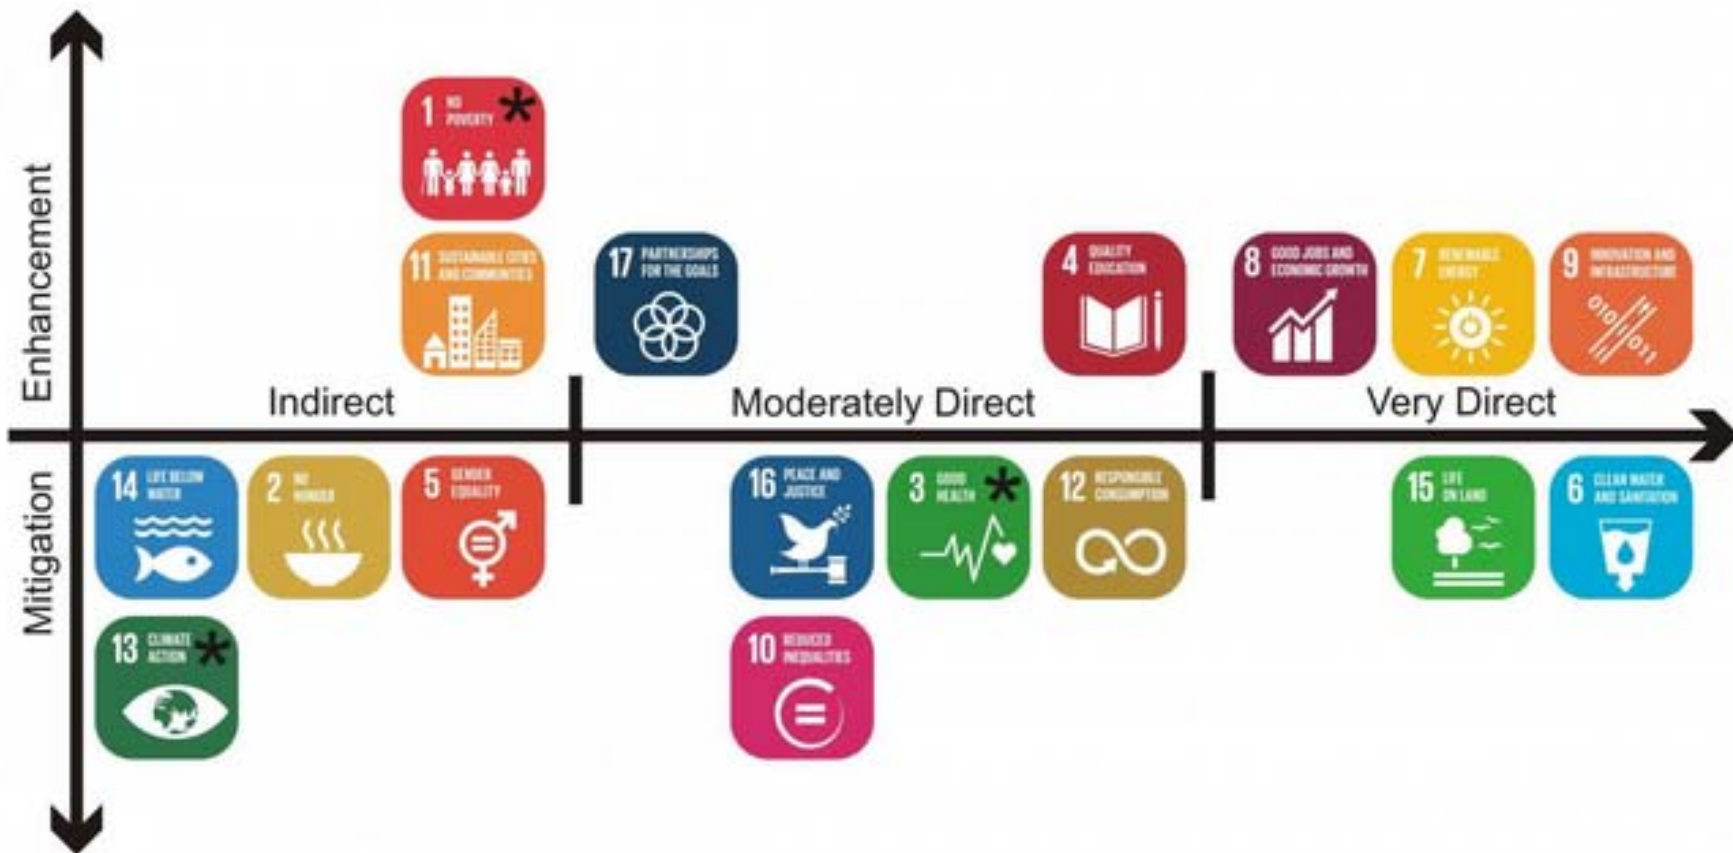 Enhancement
1 NO
POVERTY *
11 SUSTAINABLE CITIES
AND COMMUNITIES
17 PARTNERSHIPS
FOR THE GOALS
4 QUALITY
EDUCATION
8 GOOD JOBS AND
ECONOMIC GROWTH
7 RENEWABLE
ENERGY
9 INNOVATION AND
INFRASTRUCTURE
010
011
Indirect
Moderately Direct
Very Direct
Mitigation
14 LIFE BELOW
WATER
2 NO
HUNGER
5 GENDER
EQUALITY
16 PEACE AND
JUSTICE
3 GOOD
HEALTH *
12 RESPONSIBLE
CONSUMPTION
15 LIFE
ON LAND
6 CLEAN WATER
AND SANITATION
13 CLIMATE
ACTION *
10 REDUCED
INEQUALITIES